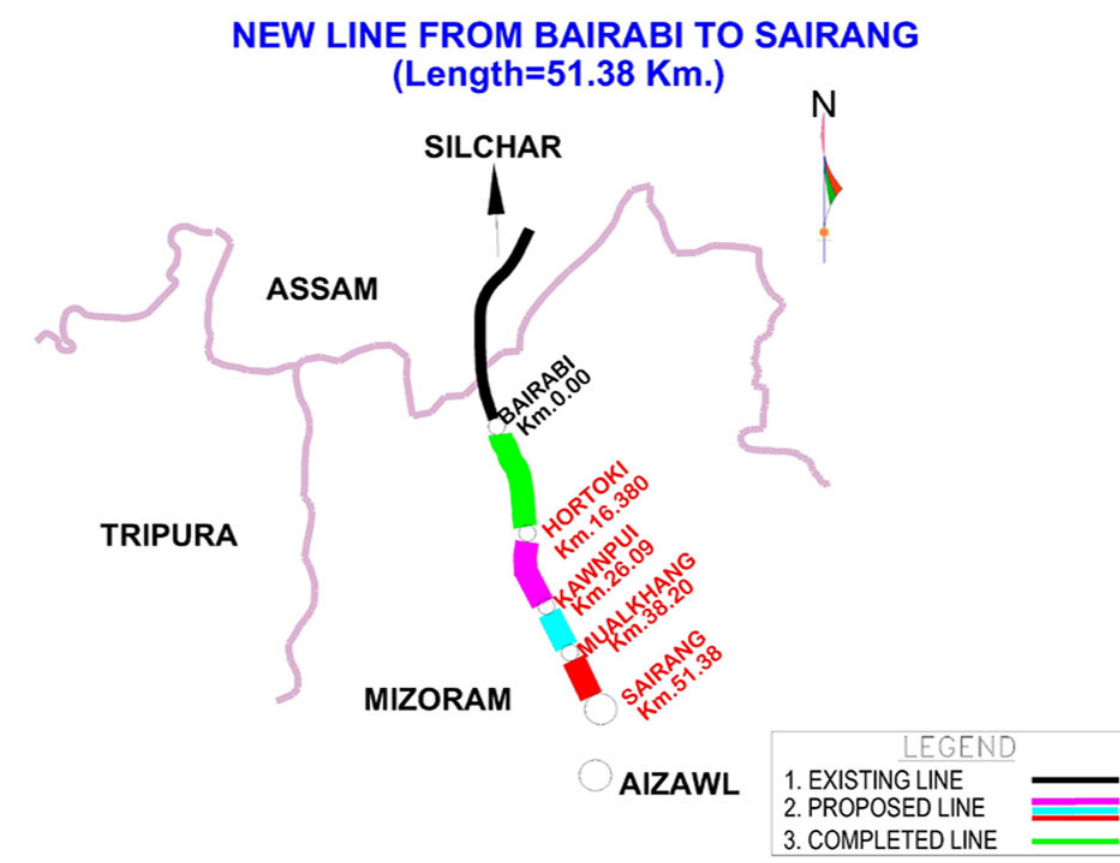 NEW LINE FROM BAIRABI TO SAIRANG
(Length=51.38 Km.)
N
SILCHAR
ASSAM
BAIRABI
Km.0.00
HORTOKI
Km.16.380
TRIPURA
KAWNPUI
Km.26.09
MUALKHANG
Km.38.20
SAIRANG
Km.51.38
MIZORAM
AIZAWL
LEGEND
1. EXISTING LINE
2. PROPOSED LINE
3. COMPLETED LINE